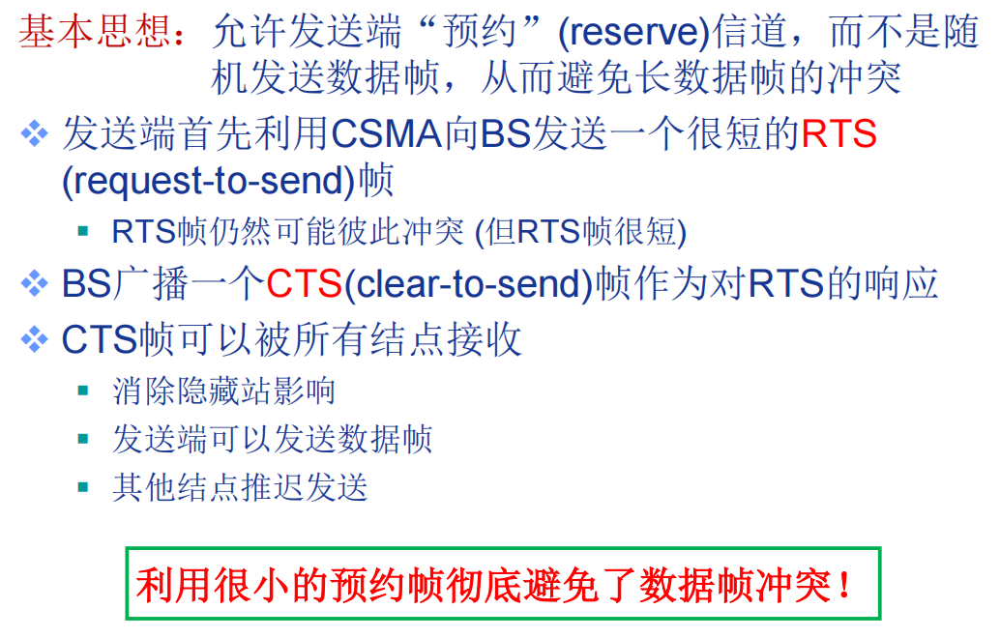 基本思想：允许发送端“预约”(reserve)信道，而不是随
机发送数据帧，从而避免长数据帧的冲突
发送端首先利用CSMA向BS发送一个很短的RTS
(request-to-send)帧
RTS帧仍然可能彼此冲突 (但RTS帧很短)
BS广播一个CTS(clear-to-send)帧作为对RTS的响应
CTS帧可以被所有结点接收
消除隐藏站影响
发送端可以发送数据帧
其他结点推迟发送
利用很小的预约帧彻底避免了数据帧冲突！